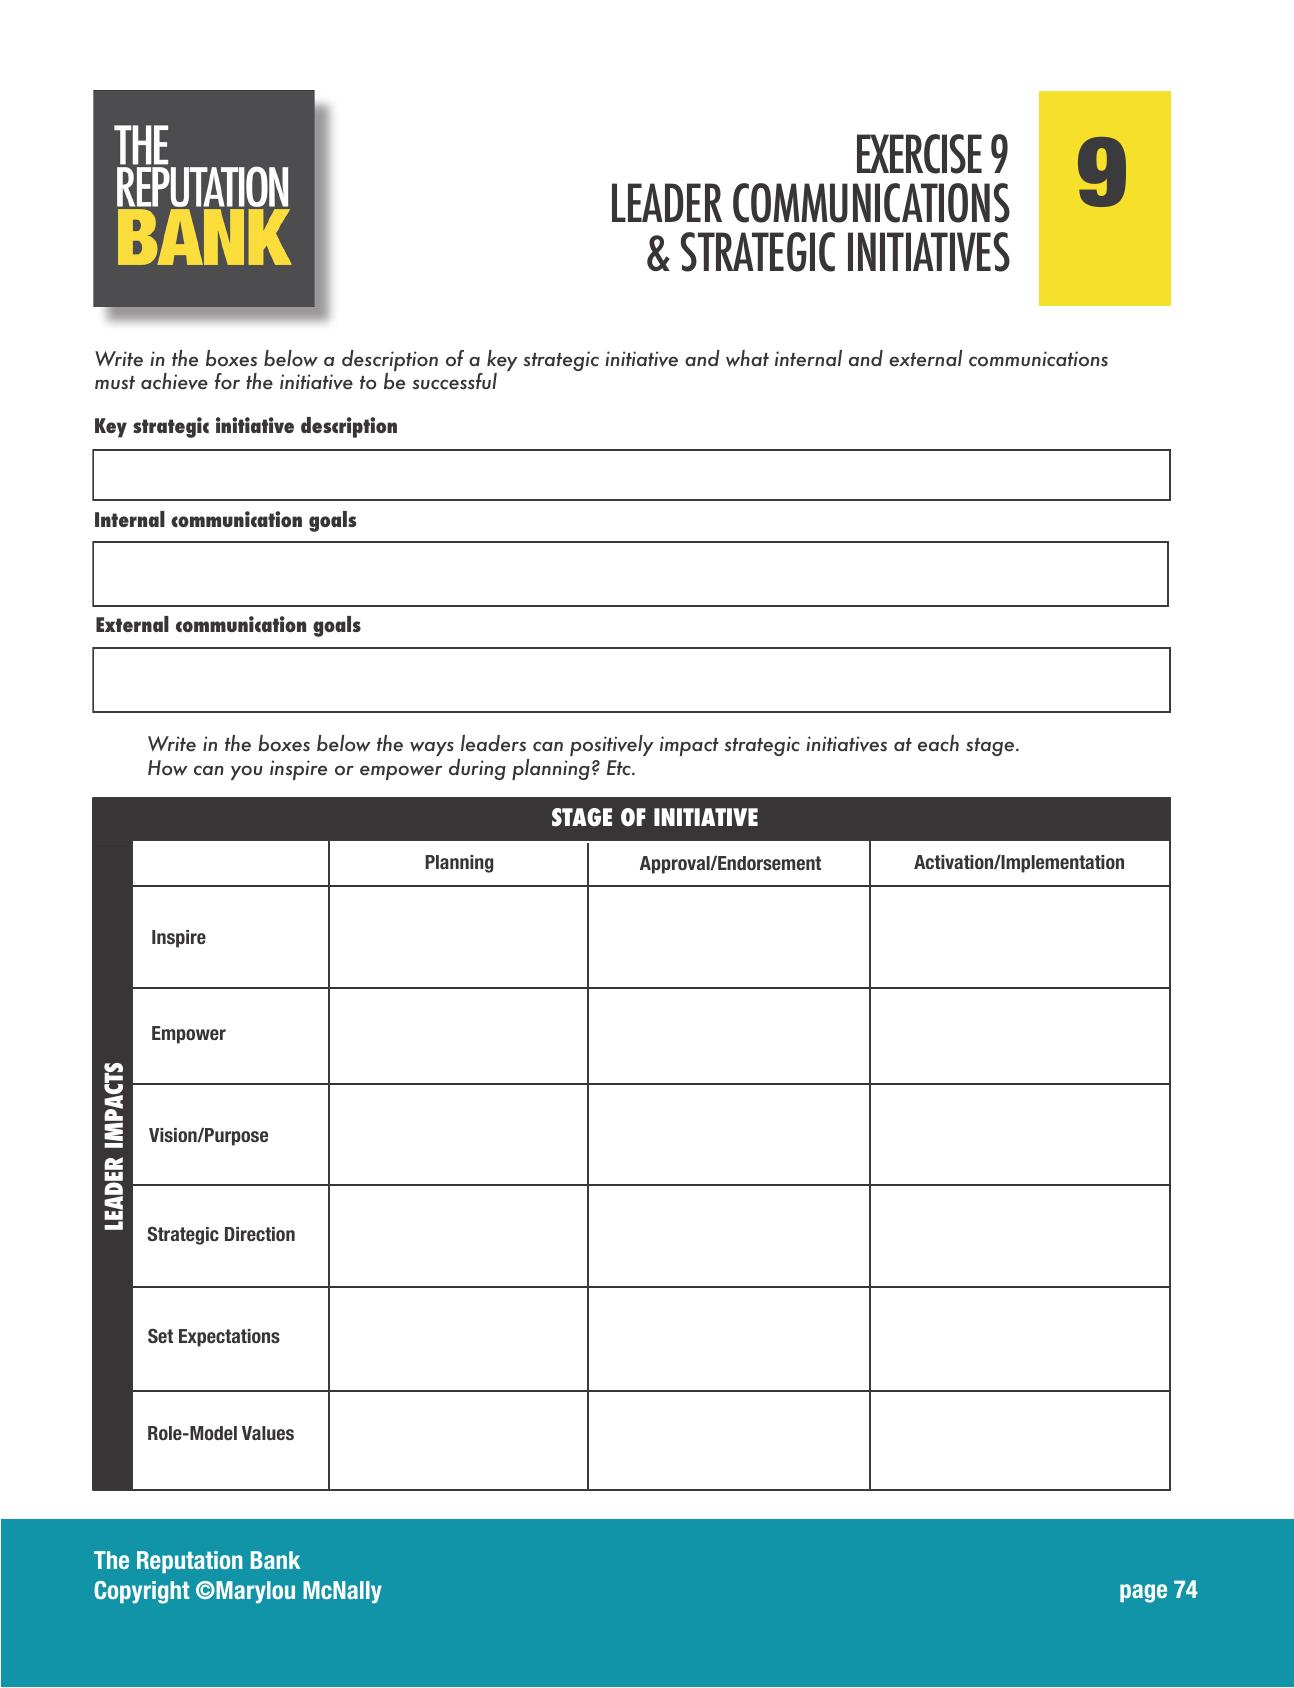 THE
REPUTATION
BANK
EXERCISE 9
LEADER COMMUNICATIONS
& STRATEGIC INITIATIVES
9
Write in the boxes below a description of a key strategic initiative and what internal and external communications
must achieve for the initiative to be successful
Key strategic initiative description
Internal communication goals
External communication goals
Write in the boxes below the ways leaders can positively impact strategic initiatives at each stage.
How can you inspire or empower during planning? Etc.
STAGE OF INITIATIVE
Planning
Approval/Endorsement
Activation/Implementation
LEADER IMPACTS
Inspire
Empower
Vision/Purpose
Strategic Direction
Set Expectations
Role-Model Values
The Reputation Bank
Copyright ©Marylou McNally
page 74